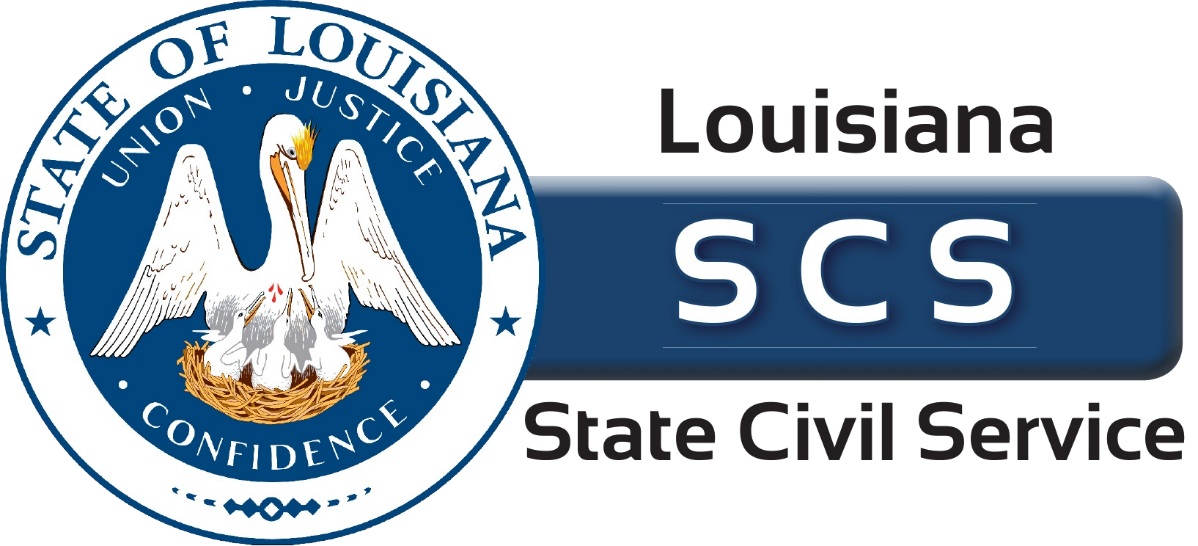 STATE OF LOUISIANA
UNION · JUSTICE
· CONFIDENCE ·
Louisiana
SCS
State Civil Service